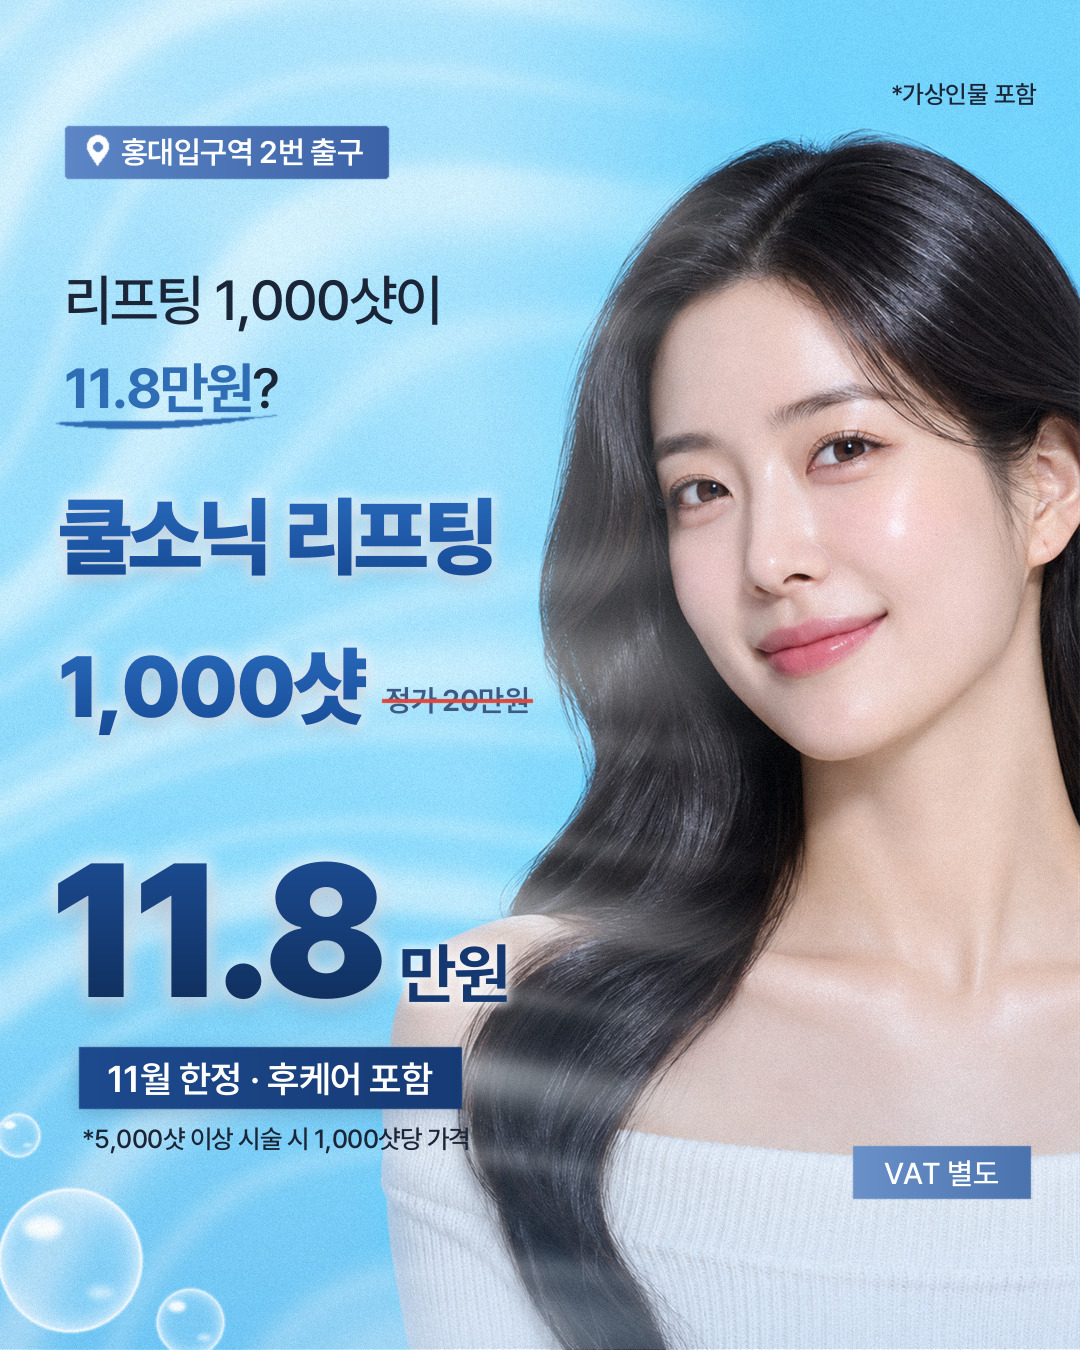 *가상인물 포함
홍대입구역 2번 출구
리프팅 1,000샷이
11.8만원?
쿨소닉 리프팅
1,000샷 정가 20만원
11.8만원
11월 한정 · 후케어 포함
*5,000샷 이상 시술 시 1,000샷당 가격
VAT 별도